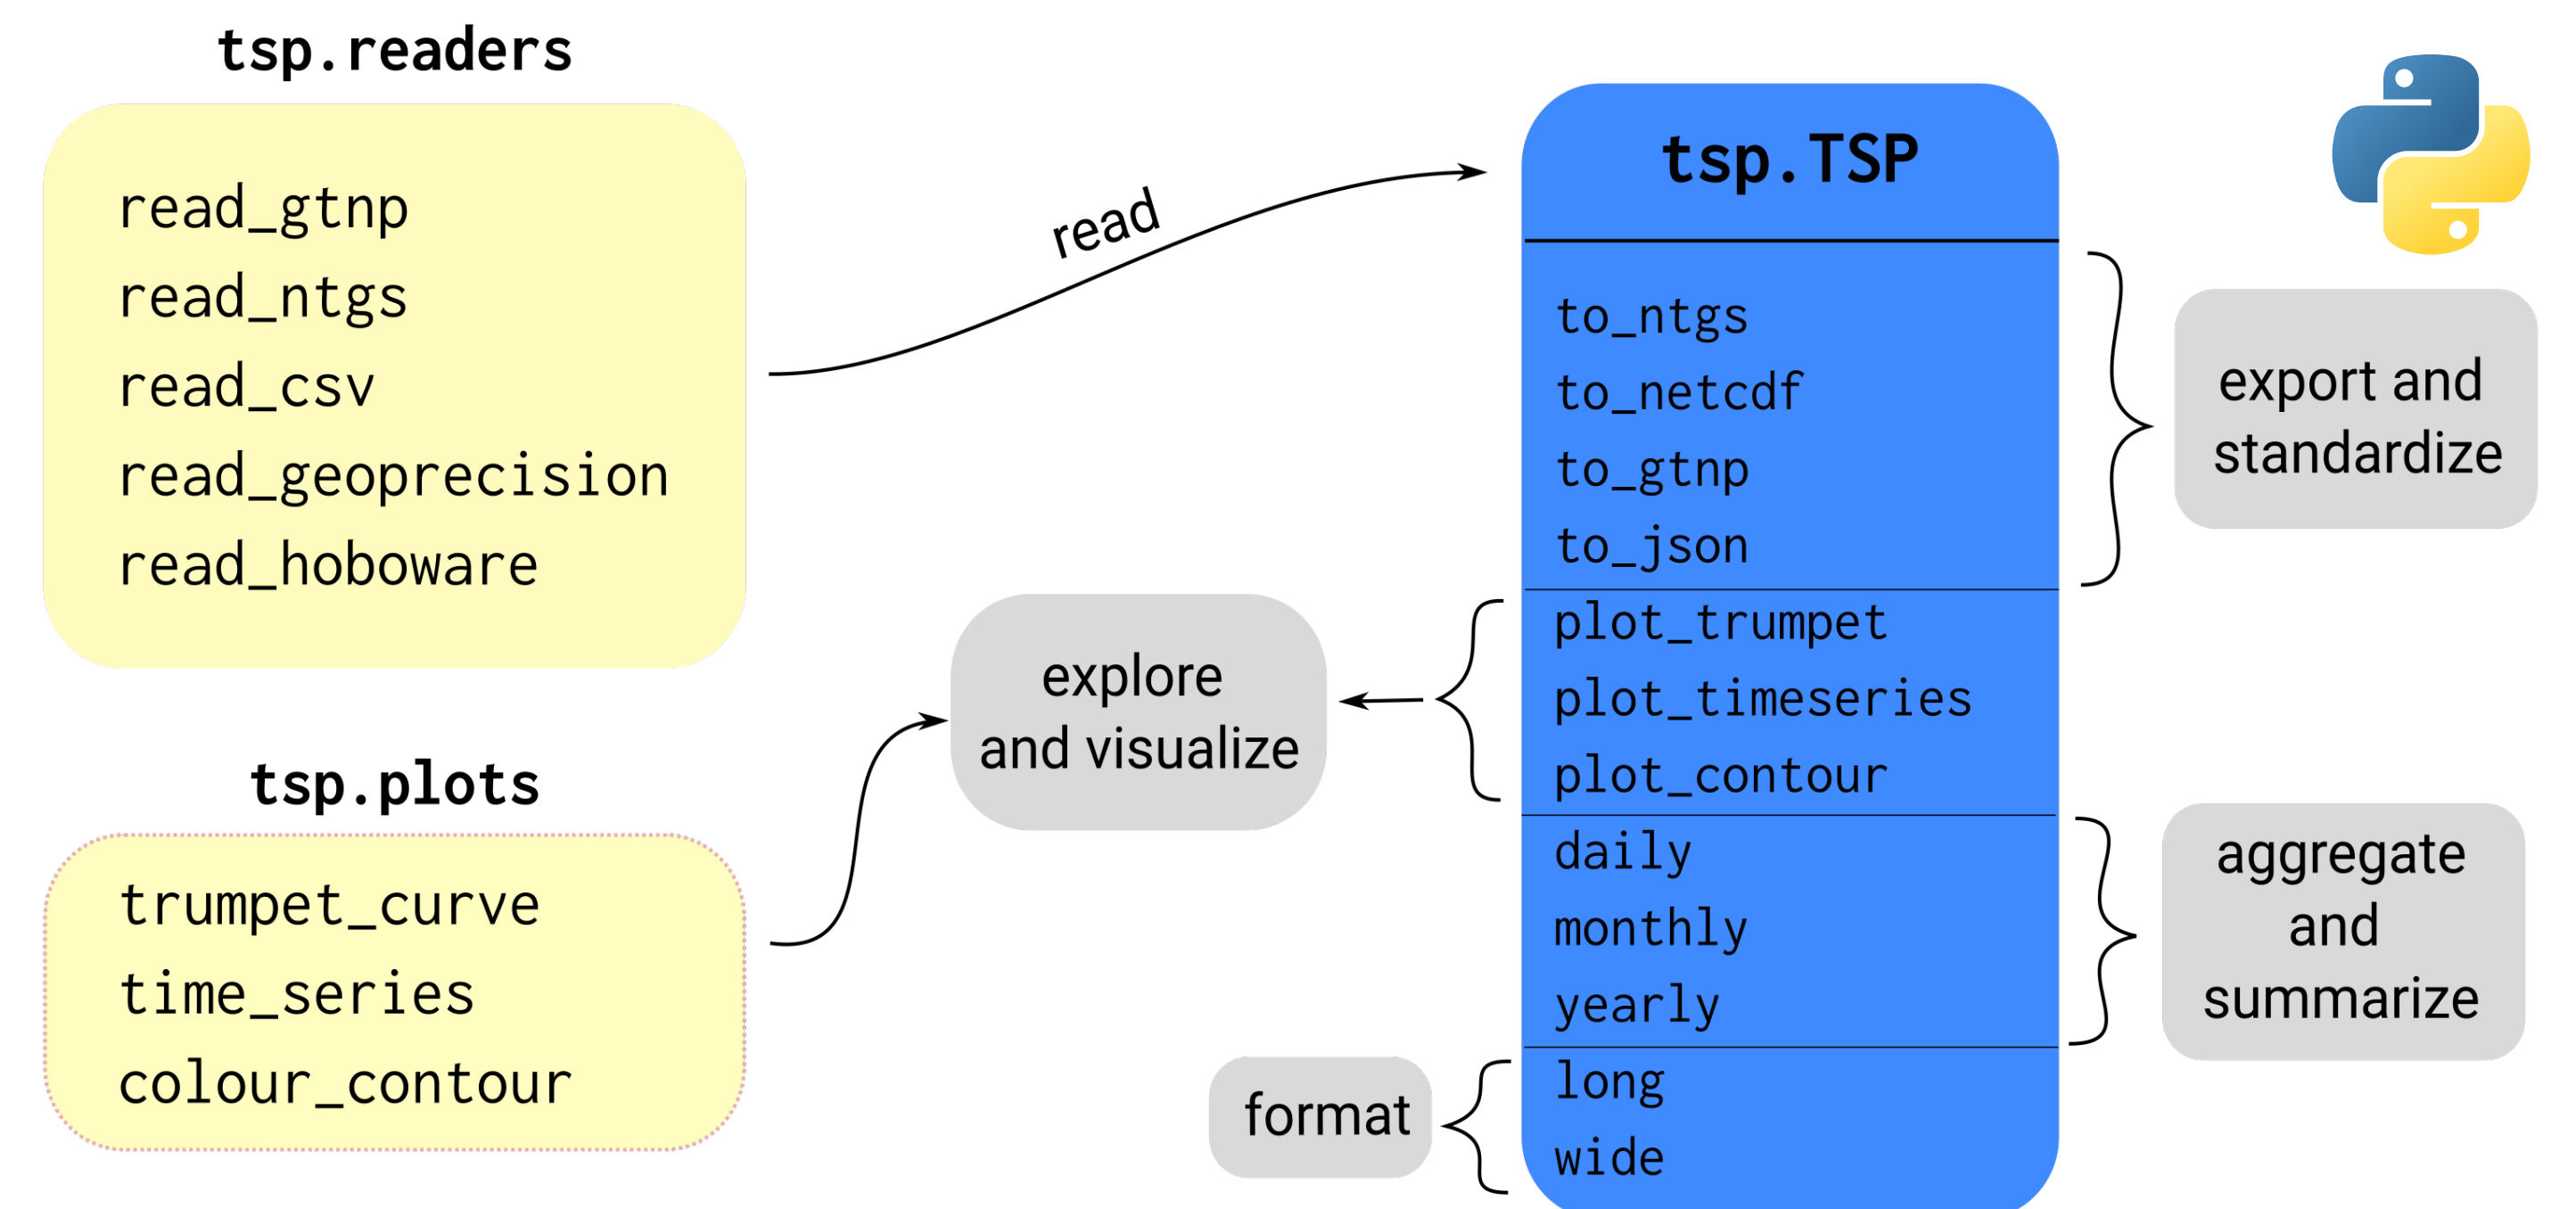 tsp.readers
read_gtnp
read_ntgs
read_csv
read_geoprecision
read_hoboware
tsp.plots
trumpet_curve
time_series
colour_contour
read
explore
and visualize
format
tsp.TSP
to_ntgs
to_netcdf
to_gtnp
to_json
plot_trumpet
plot_timeseries
plot_contour
daily
monthly
yearly
long
wide
export and
standardize
aggregate
and
summarize